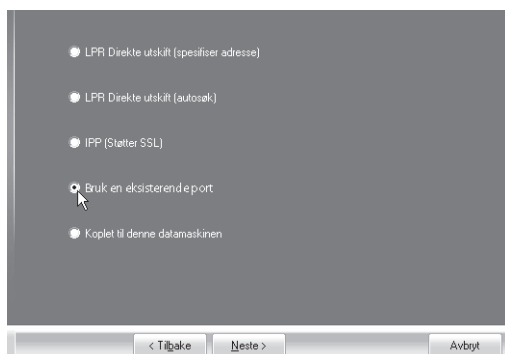 LPR Direkte utskift (spesifiser adresse)
LPR Direkte utskift (autosøk)
IPP (Støtter SSL)
Bruk en eksisterend e port
Koplet til denne datamaskinen
< Tilbake Neste > Avbryt